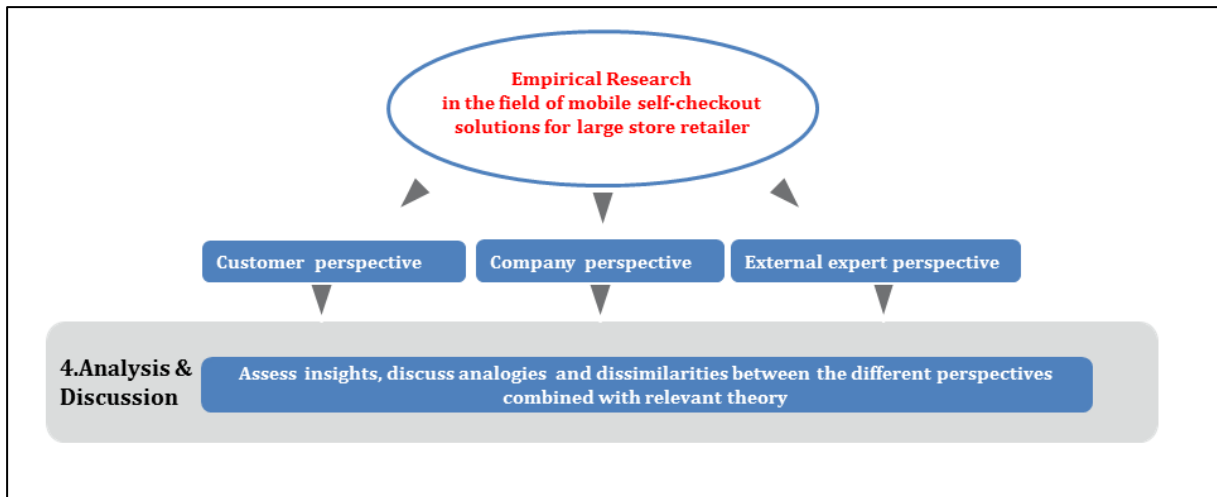 Empirical Research
in the field of mobile self-checkout
solutions for large store retailer
Customer perspective
Company perspective
External expert perspective
4.Analysis &
Discussion
Assess insights, discuss analogies and dissimilarities between the different perspectives
combined with relevant theory